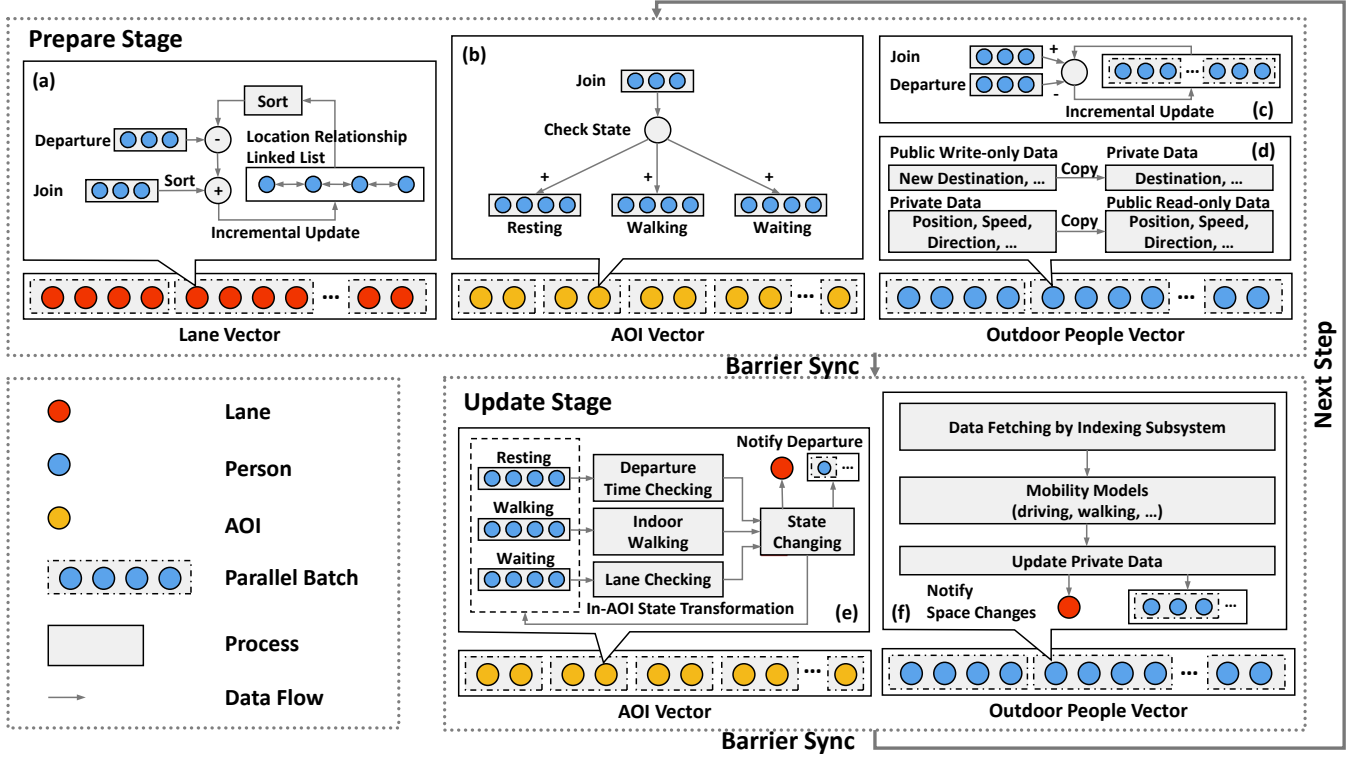 Prepare Stage
(a)
Sort
Departure
-
Location Relationship
Linked List
Join
Sort
+
Incremental Update
Lane Vector
(b)
Join
Check State
+
+
+
Resting
Walking
Waiting
AOI Vector
Join
+
Departure
-
Incremental Update
(c)
(d)
Public Write-only Data
Private Data
New Destination, ...
Copy
Destination, ...
Private Data
Public Read-only Data
Position, Speed,
Direction, ...
Copy
Position, Speed,
Direction, ...
Outdoor People Vector
Barrier Sync
Next Step
Lane
Person
AOI
Parallel Batch
Process
Data Flow
Update Stage
Notify Departure
Resting
Departure
Time Checking
Walking
Indoor
Walking
State
Changing
Waiting
Lane Checking
In-AOI State Transformation
(e)
AOI Vector
Data Fetching by Indexing Subsystem
Mobility Models
(driving, walking, ...)
Update Private Data
Notify
Space Changes
(f)
Outdoor People Vector
Barrier Sync